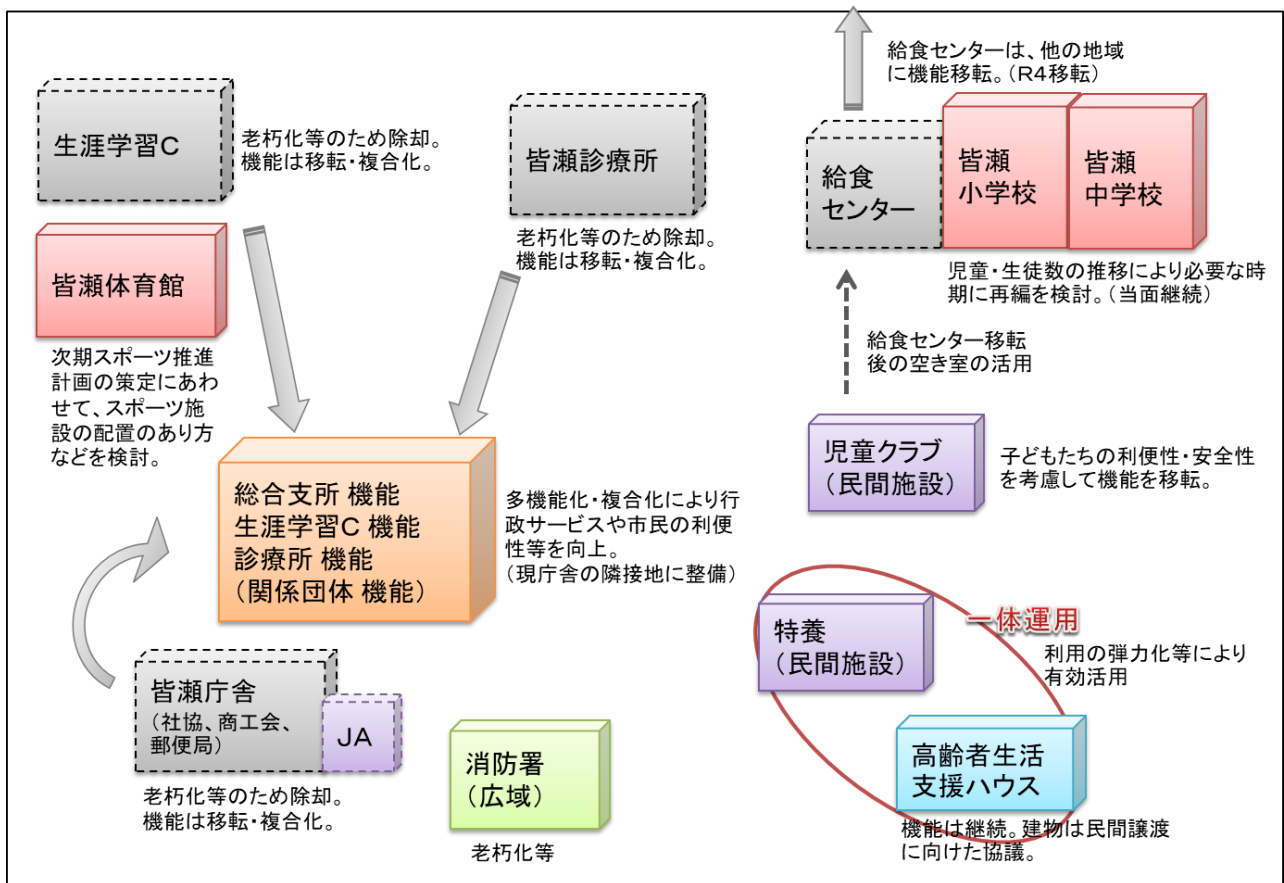 生涯学習C
老朽化等のため除却。
機能は移転・複合化。
皆瀬体育館
次期スポーツ推進
計画の策定にあわ
せて、スポーツ施
設の配置のあり方
などを検討。
皆瀬診療所
老朽化等のため除却。
機能は移転・複合化。
給食センターは、他の地域
に機能移転。(R4移転)
給食
センター
皆瀬
小学校
皆瀬
中学校
児童・生徒数の推移により必要な時
期に再編を検討。(当面継続)
給食センター移転
後の空き室の活用
児童クラブ
(民間施設)
子どもたちの利便性・安全性
を考慮して機能を移転。
総合支所 機能
生涯学習C 機能
診療所 機能
(関係団体 機能)
多機能化・複合化により行
政サービスや市民の利便
性等を向上。
(現庁舎の隣接地に整備)
皆瀬庁舎
(社協、商工会、
郵便局)
JA
老朽化等のため除却。
機能は移転・複合化。
消防署
(広域)
老朽化等
特養
(民間施設)
一体運用
利用の弾力化等により
有効活用
高齢者生活
支援ハウス
機能は継続。建物は民間譲渡
に向けた協議。